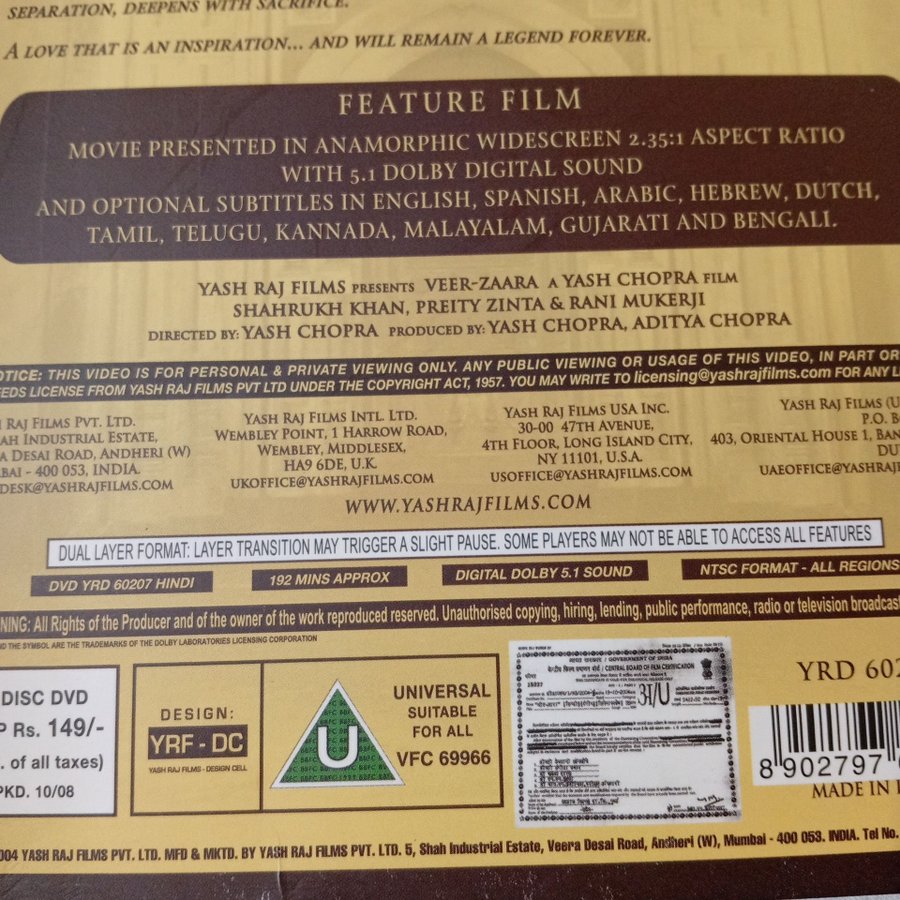 SEPARATION, DEEPENS WITH SACRIFICE.
A LOVE THAT IS AN INSPIRATION... AND WILL REMAIN A LEGEND FOREVER.
FEATURE FILM
MOVIE PRESENTED IN ANAMORPHIC WIDESCREEN 2.35:1 ASPECT RATIO
WITH 5.1 DOLBY DIGITAL SOUND
AND OPTIONAL SUBTITLES IN ENGLISH, SPANISH, ARABIC, HEBREW, DUTCH,
TAMIL, TELUGU, KANNADA, MALAYALAM, GUJARATI AND BENGALI.
YASH RAJ FILMS PRESENTS VEER-ZAARA A YASH CHOPRA FILM
SHAHRUKH KHAN, PREITY ZINTA & RANI MUKERJI
DIRECTED BY: YASH CHOPRA PRODUCED BY: YASH CHOPRA, ADITYA CHOPRA
OTICE: THIS VIDEO IS FOR PERSONAL & PRIVATE VIEWING ONLY. ANY PUBLIC VIEWING OR USAGE OF THIS VIDEO, IN PART OR
EEDS LICENSE FROM YASH RAJ FILMS PVT LTD UNDER THE COPYRIGHT ACT, 1957. YOU MAY WRITE TO licensing@yashrajfilms.com FOR ANY LI
H RAJ FILMS PVT. LTD.
AH INDUSTRIAL ESTATE,
A DESAI ROAD, ANDHERI (W)
BAI - 400 053, INDIA.
DESK@YASHRAJFILMS.COM
YASH RAJ FILMS INTL. LTD.
WEMBLEY POINT, 1 HARROW ROAD,
WEMBLEY, MIDDLESEX,
HA9 6DE, U.K.
UKOFFICE@YASHRAJFILMS.COM
YASH RAJ FILMS USA INC.
30-00 47TH AVENUE,
4TH FLOOR, LONG ISLAND CITY,
NY 11101, U.S.A.
USOFFICE@YASHRAJFILMS.COM
YASH RAJ FILMS (U
P.O. B
403, ORIENTAL HOUSE 1, BAN
DU
UAEOFFICE@YASHRAJFI
WWW.YASHRAJFILMS.COM
DUAL LAYER FORMAT: LAYER TRANSITION MAY TRIGGER A SLIGHT PAUSE. SOME PLAYERS MAY NOT BE ABLE TO ACCESS ALL FEATURES
DVD YRD 60207 HINDI
192 MINS APPROX
DIGITAL DOLBY 5.1 SOUND
NTSC FORMAT - ALL REGIONS
NING: All Rights of the Producer and of the owner of the work reproduced reserved. Unauthorised copying, hiring, lending, public performance, radio or television broadcast
ND THE SYMBOL ARE THE TRADEMARKS OF THE DOLBY LABORATORIES LICENSING CORPORATION
DISC DVD
P Rs. 149/-
. of all taxes)
PKD. 10/08
DESIGN:
YRF - DC
YASH RAJ FILMS - DESIGN CELL
U
UNIVERSAL
SUITABLE
FOR ALL
VFC 69966
भारत सरकार / GOVERNMENT OF INDIA
केन्द्रीय फिल्म प्रमाणन बोर्ड / CENTRAL BOARD OF FILM CERTIFICATION
अ/U
YRD 602
8 902797
MADE IN I
004 YASH RAJ FILMS PVT. LTD. MFD & MKTD. BY YASH RAJ FILMS PVT. LTD. 5, Shah Industrial Estate, Veera Desai Road, Andheri (W), Mumbai - 400 053. INDIA. Tel No.